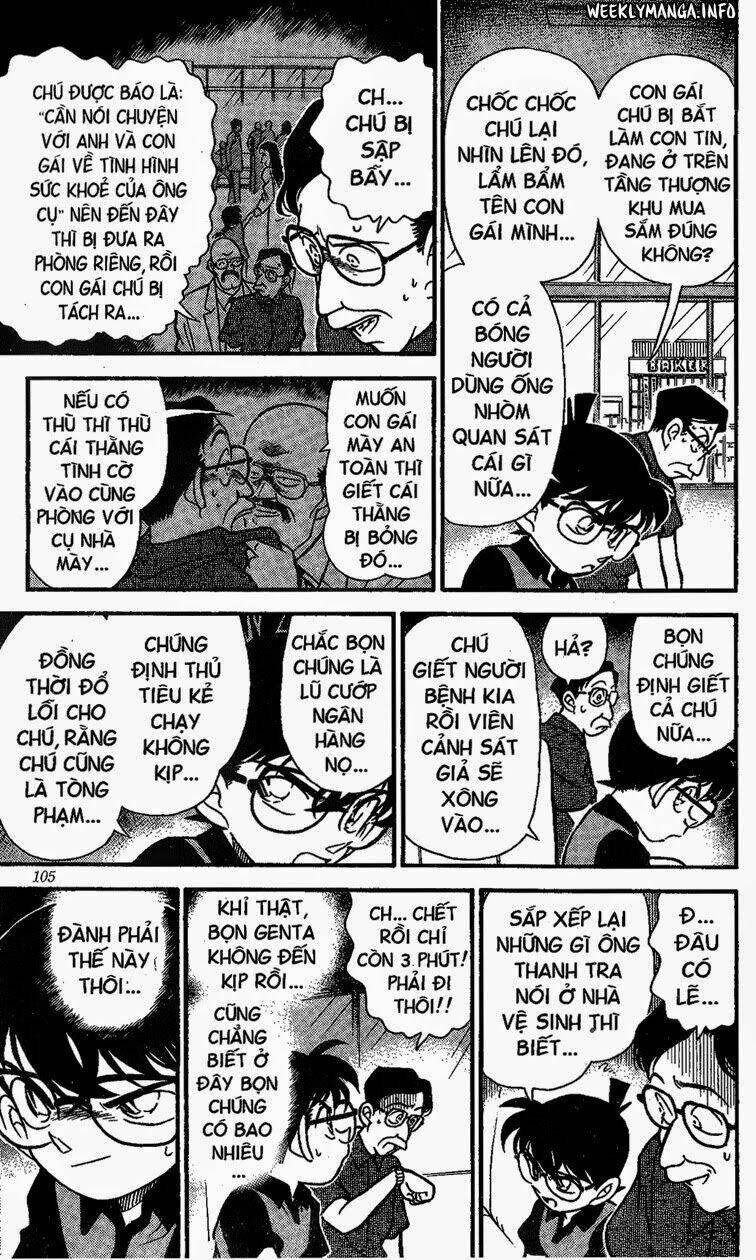 WEEKLYMANGA.INFO
CON GÁI
CHÚ BỊ BẮT
LÀM CON TIN,
ĐANG Ở TRÊN
TẦNG THƯỢNG
KHU MUA
SẮM ĐÚNG
KHÔNG?
CHỐC CHỐC
CHÚ LẠI
NHÌN LÊN ĐÓ,
LẨM BẨM
TÊN CON
GÁI MÌNH...
CÓ CẢ
BÓNG
NGƯỜI
DÙNG ỐNG
NHÒM
QUAN SÁT
CÁI GÌ
NỮA...
BAKER
CH...
CHÚ BỊ
SẬP
BẪY...
CHÚ ĐƯỢC BÁO LÀ:
"CẦN NÓI CHUYỆN
VỚI ANH VÀ CON
GÁI VỀ TÌNH HÌNH
SỨC KHOẺ CỦA ÔNG
CỤ" NÊN ĐẾN ĐÂY
THÌ BỊ ĐƯA RA
PHÒNG RIÊNG, RỒI
CON GÁI CHÚ BỊ
TÁCH RA...
MUỐN
CON GÁI
MÀY AN
TOÀN THÌ
GIẾT CÁI
THẰNG
BỊ BỎNG
ĐÓ...
NẾU CÓ
THÙ THÌ THÙ
CÁI THẰNG
TÌNH CỜ
VÀO CÙNG
PHÒNG VỚI
CỤ NHÀ
MÀY...
BỌN
CHÚNG
ĐỊNH GIẾT
CẢ CHÚ
NỮA...
HẢ?
CHÚ
GIẾT NGƯỜI
BỆNH KIA
RỒI VIÊN
CẢNH SÁT
GIẢ SẼ
XÔNG
VÀO...
CHẮC BỌN
CHÚNG LÀ
LŨ CƯỚP
NGÂN
HÀNG
NỌ...
CHÚNG
ĐỊNH THỦ
TIÊU KẺ
CHẠY
KHÔNG
KỊP...
ĐỒNG
THỜI ĐỔ
LỖI CHO
CHÚ, RẰNG
CHÚ CŨNG
LÀ TÒNG
PHẠM...
105
Đ...
ĐÂU
CÓ
LẼ...
SẮP XẾP LẠI
NHỮNG GÌ ÔNG
THANH TRA
NÓI Ở NHÀ
VỆ SINH THÌ
BIẾT...
CH... CHẾT
RỒI CHỈ
CÒN 3 PHÚT!
PHẢI ĐI
THÔI!!
KHỈ THẬT,
BỌN GENTA
KHÔNG ĐẾN
KỊP RỒI...
CŨNG
CHẲNG
BIẾT Ở
ĐÂY BỌN
CHÚNG
CÓ BAO
NHIÊU
...
ĐÀNH PHẢI
THẾ NÀY
THÔI...